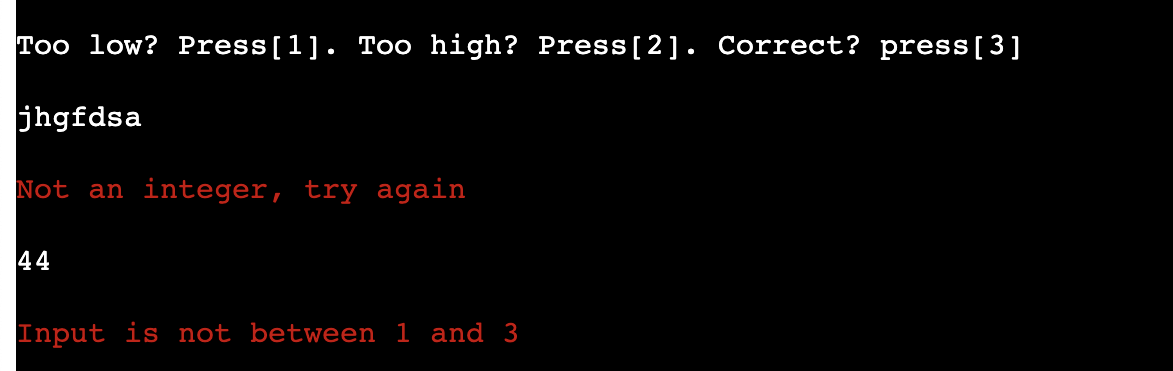 Too low? Press[1]. Too high? Press[2]. Correct? press[3]
jhgfdsa
Not an integer, try again
44
Input is not between 1 and 3